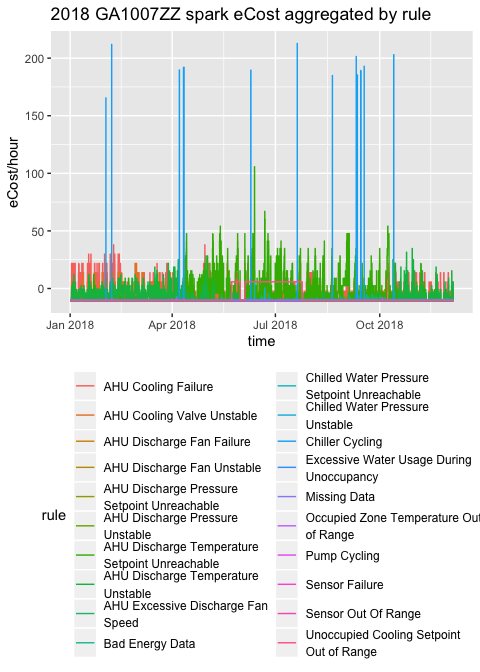 2018 GA1007ZZ spark eCost aggregated by rule
eCost/hour
200
150
100
50
0
Jan 2018
Apr 2018
Jul 2018
Oct 2018
time
rule
AHU Cooling Failure
AHU Cooling Valve Unstable
AHU Discharge Fan Failure
AHU Discharge Fan Unstable
AHU Discharge Pressure
Setpoint Unreachable
AHU Discharge Pressure
Unstable
AHU Discharge Temperature
Setpoint Unreachable
AHU Discharge Temperature
Unstable
AHU Excessive Discharge Fan
Speed
Bad Energy Data
Chilled Water Pressure
Setpoint Unreachable
Chilled Water Pressure
Unstable
Chiller Cycling
Excessive Water Usage During
Unoccupancy
Missing Data
Occupied Zone Temperature Out
of Range
Pump Cycling
Sensor Failure
Sensor Out Of Range
Unoccupied Cooling Setpoint
Out of Range